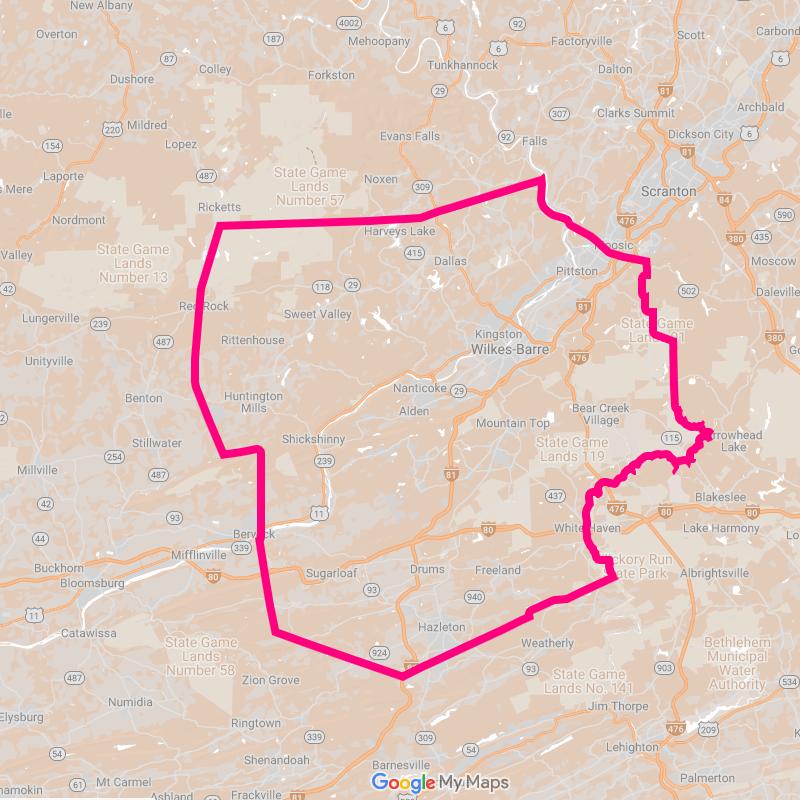 New Albany
Overton
Mehoopany
4002
92
6
187
Factoryville
Scott
Carbond
6
87
Colley
Forkston
Tunkhannock
6
Dalton
Dushore
29
81
Archbald
Mildred
220
307
Clarks Summit
6
154
Lopez
Evans Falls
92
Falls
Dickson City
81
Laporte
487
State Game
Lands
Number 57
Noxen
309
Scranton
84
Mere
Nordmont
Ricketts
476
590
435
380
Valley
State Game
Lands
Number 13
Harveys Lake
415
Dallas
oosic
Pittston
Moscow
42
118
29
502
Daleville
Red Rock
Sweet Valley
81
Lungerville
239
State Game
Lands 91
487
Rittenhouse
Kingston
Wilkes-Barre
380
Unityville
476
Go
Nanticoke
29
Benton
Huntington
Mills
Alden
Bear Creek
Village
2
Mountain Top
Stillwater
Shickshinny
State Game
Lands 119
115
rrowhead
Lake
254
239
Millville
487
81
42
437
476
Blakeslee
93
11
80
80
80
44
Berwick
White Haven
Lake Harmony
339
Mifflinville
Buckhorn
Drums
Hickory Run
State Park
Bloomsburg
80
Sugarloaf
Freeland
Albrightsville
93
11
940
Catawissa
Hazleton
State Game
Lands
Number 58
924
Weatherly
Bethlehem
Municipal
Water
Authority
487
93
903
Zion Grove
State Game
Lands No. 141
534
Numidia
Elysburg
Ringtown
Jim Thorpe
339
309
54
476
209
54
Shenandoah
Lehighton
Barnesville
hamokin
61
Mt Carmel
Palmerton
Ashland
Frackville
Google My Maps